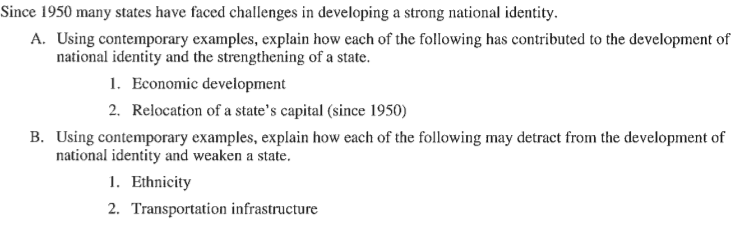 Since 1950 many states have faced challenges in developing a strong national identity.
A. Using contemporary examples, explain how each of the following has contributed to the development of
national identity and the strengthening of a state.
1. Economic development
2. Relocation of a state's capital (since 1950)
B. Using contemporary examples, explain how each of the following may detract from the development of
national identity and weaken a state.
1. Ethnicity
2. Transportation infrastructure